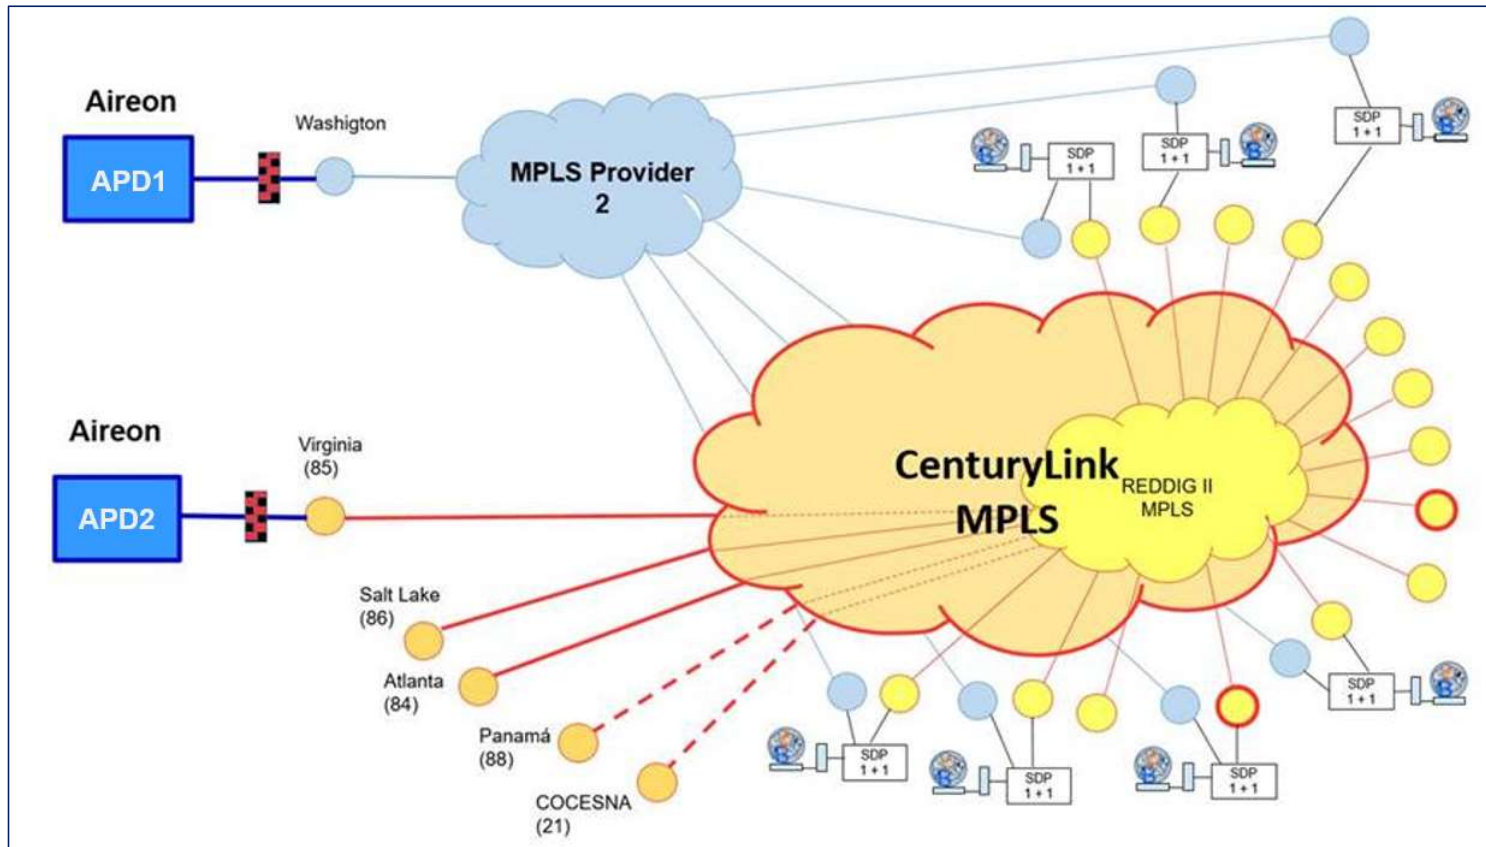 Aireon
APD1
Washigton
MPLS Provider
2
SDP
1 + 1
SDP
1 + 1
SDP
1 + 1
Aireon
APD2
Virginia
(85)
CenturyLink
MPLS
REDDIG II
MPLS
Salt Lake
(86)
Atlanta
(84)
Panamá
(88)
COCESNA
(21)
SDP
1 + 1
SDP
1 + 1
SDP
1 + 1
SDP
1 + 1